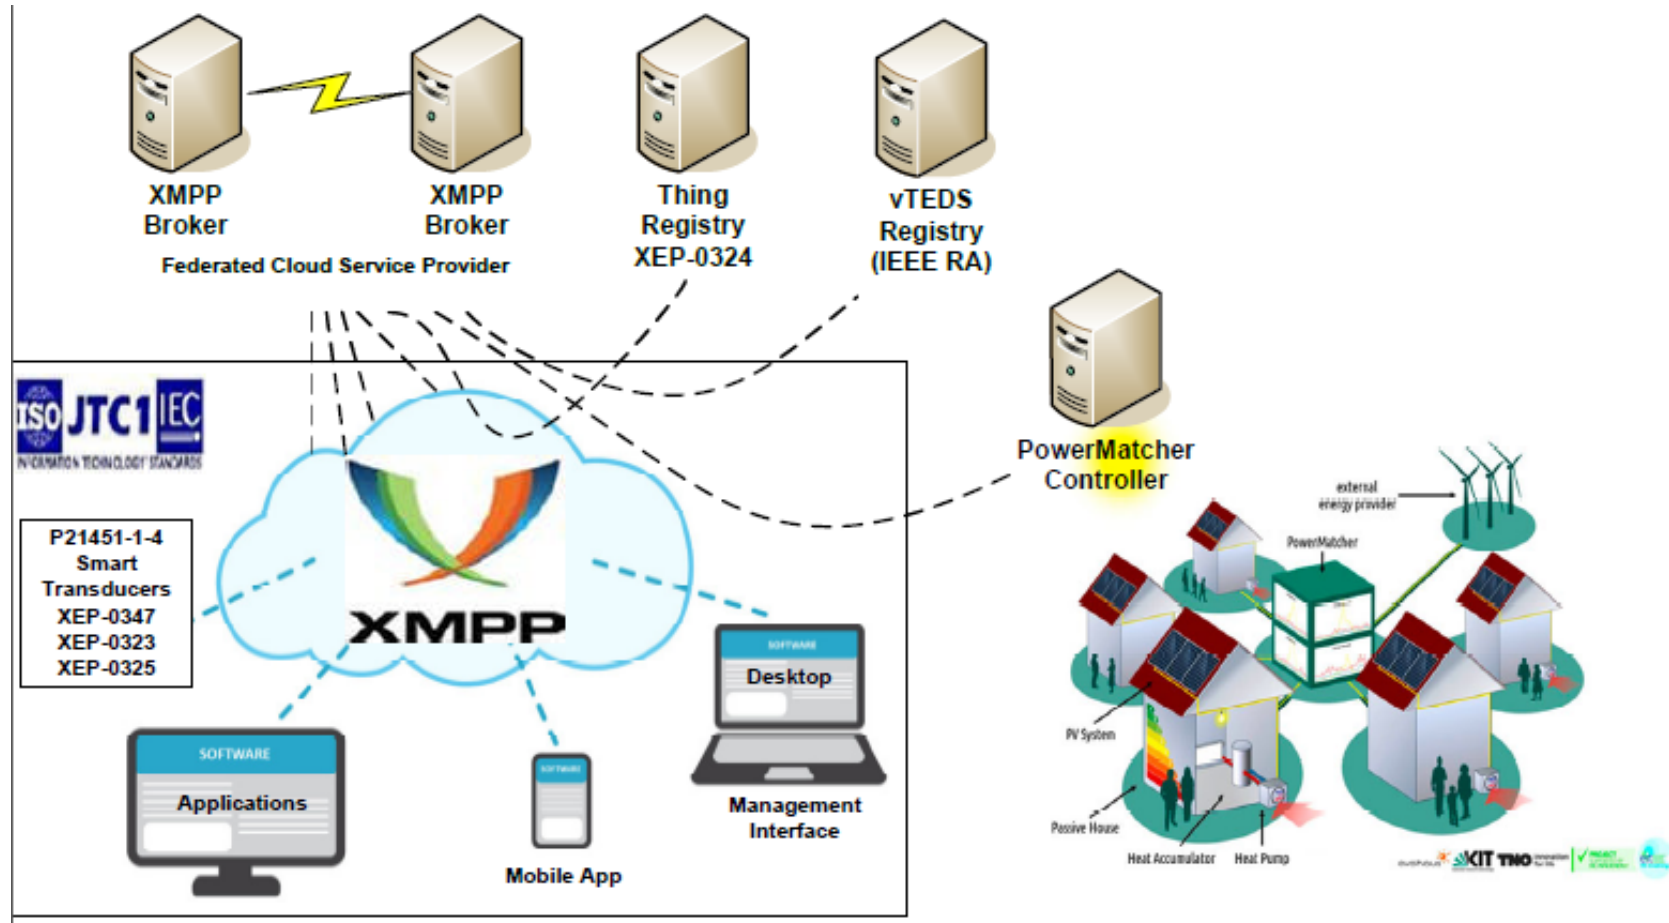 XMPP
Broker
XMPP
Broker
Thing
Registry
XEP-0324
vTEDS
Registry
(IEEE RA)
Federated Cloud Service Provider
PowerMatcher
Controller
ISO JTC1 IEC
INFORMATION TECHNOLOGY STANDARDS
P21451-1-4
Smart
Transducers
XEP-0347
XEP-0323
XEP-0325
XMPP
SOFTWARE
Applications
SOFTWARE
Mobile App
SOFTWARE
Desktop
Management
Interface
external
energy provider
PowerMatcher
PV System
Passive House
Heat Accumulator
Heat Pump
KIT
TNO innovation
for life